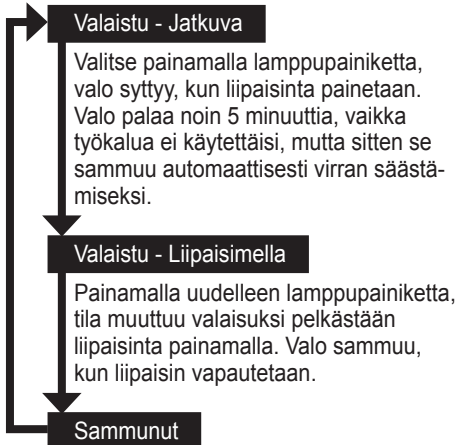 Valaistu - Jatkuva
Valitse painamalla lamppupainiketta,
valo syttyy, kun liipaisinta painetaan.
Valo palaa noin 5 minuuttia, vaikka
työkalua ei käytettäisi, mutta sitten se
sammuu automaattisesti virran säästä-
miseksi.
Valaistu - Liipaisimella
Painamalla uudelleen lamppupainiketta,
tila muuttuu valaisuksi pelkästään
liipaisinta painamalla. Valo sammuu,
kun liipaisin vapautetaan.
Sammunut